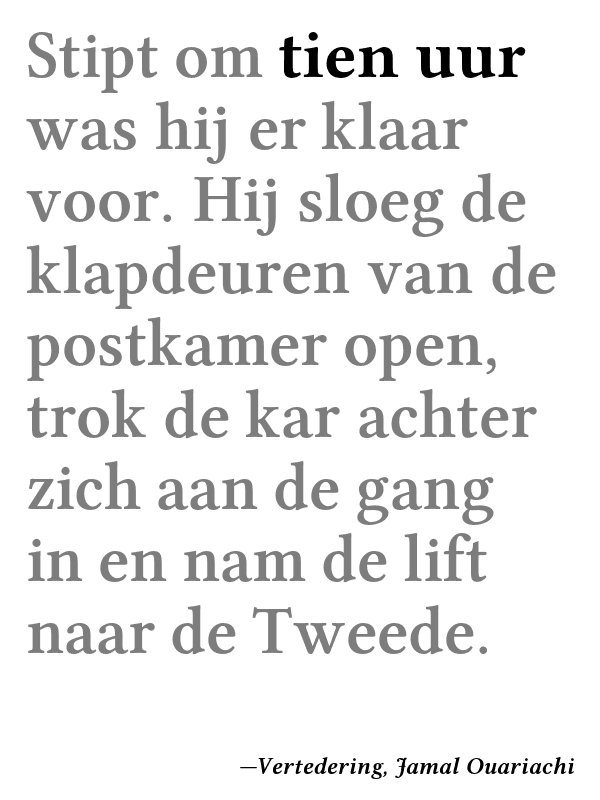 Stipt om tien uur
was hij er klaar
voor. Hij sloeg de
klapdeuren van de
postkamer open,
trok de kar achter
zich aan de gang
in en nam de lift
naar de Tweede.
—Vertedering, Jamal Ouariachi